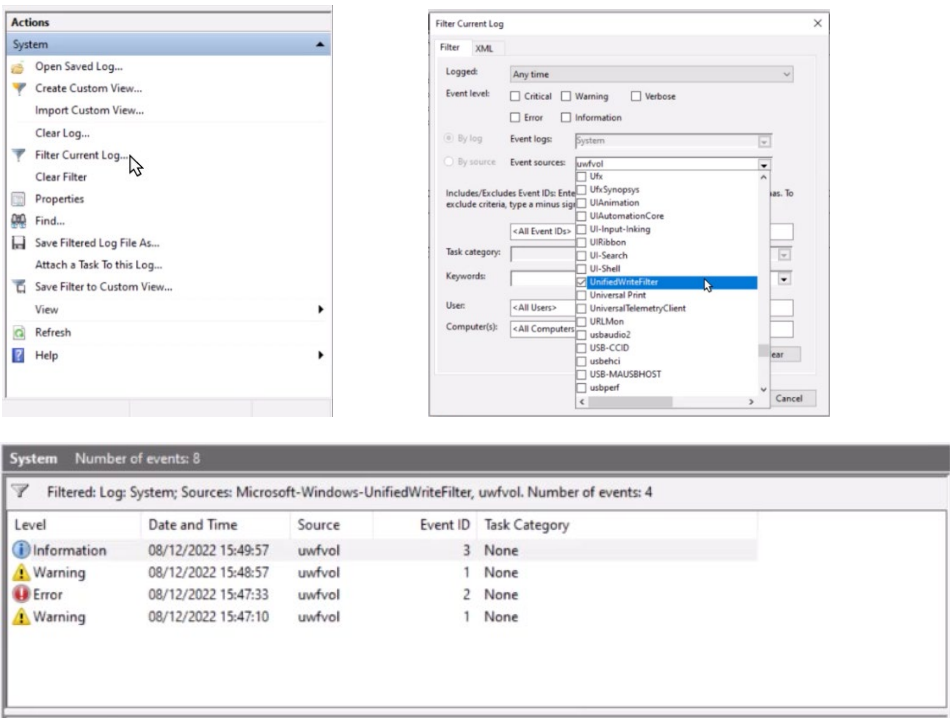 Actions
System
Open Saved Log...
Create Custom View...
Import Custom View...
Clear Log...
Filter Current Log...
Clear Filter
Properties
Find...
Save Filtered Log File As...
Attach a Task To this Log...
Save Filter to Custom View...
View
Refresh
Help
Filter Current Log
Filter XML
Logged: Any time
Event level: Critical Warning Verbose
Error Information
By log Event logs: System
By source Event sources: uwfvol
Ufx
UfxSynopsys
Includes/Excludes Event IDs: Ente
UIAnimation
as. To
exclude criteria, type a minus sig
UIAutomationCore
<All Event IDs> UI-Input-Inking
UIRibbon
Task category: UI-Search
UI-Shell
Keywords: UnifiedWriteFilter
Universal Print
User: <All Users> UniversalTelemetryClient
URLMon
Computer(s): <All Computers usbaudio2
USB-CCID
usbehci ear
USB-MAUSBHOST
usbperf
Cancel
System Number of events: 8
Filtered: Log: System; Sources: Microsoft-Windows-UnifiedWriteFilter, uwfvol. Number of events: 4
Level Date and Time Source Event ID Task Category
Information 08/12/2022 15:49:57 uwfvol 3 None
Warning 08/12/2022 15:48:57 uwfvol 1 None
Error 08/12/2022 15:47:33 uwfvol 2 None
Warning 08/12/2022 15:47:10 uwfvol 1 None